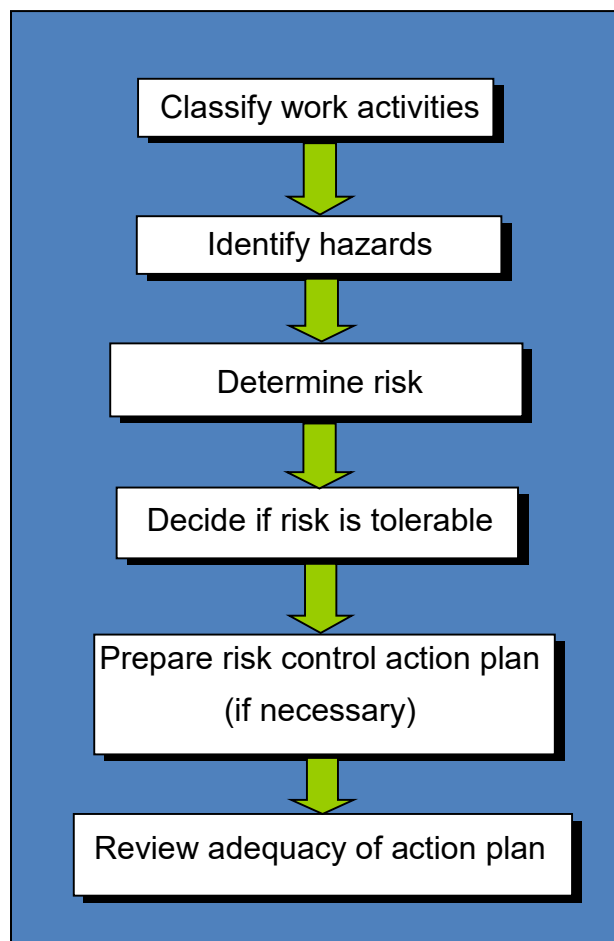 Classify work activities
Identify hazards
Determine risk
Decide if risk is tolerable
Prepare risk control action plan
(if necessary)
Review adequacy of action plan